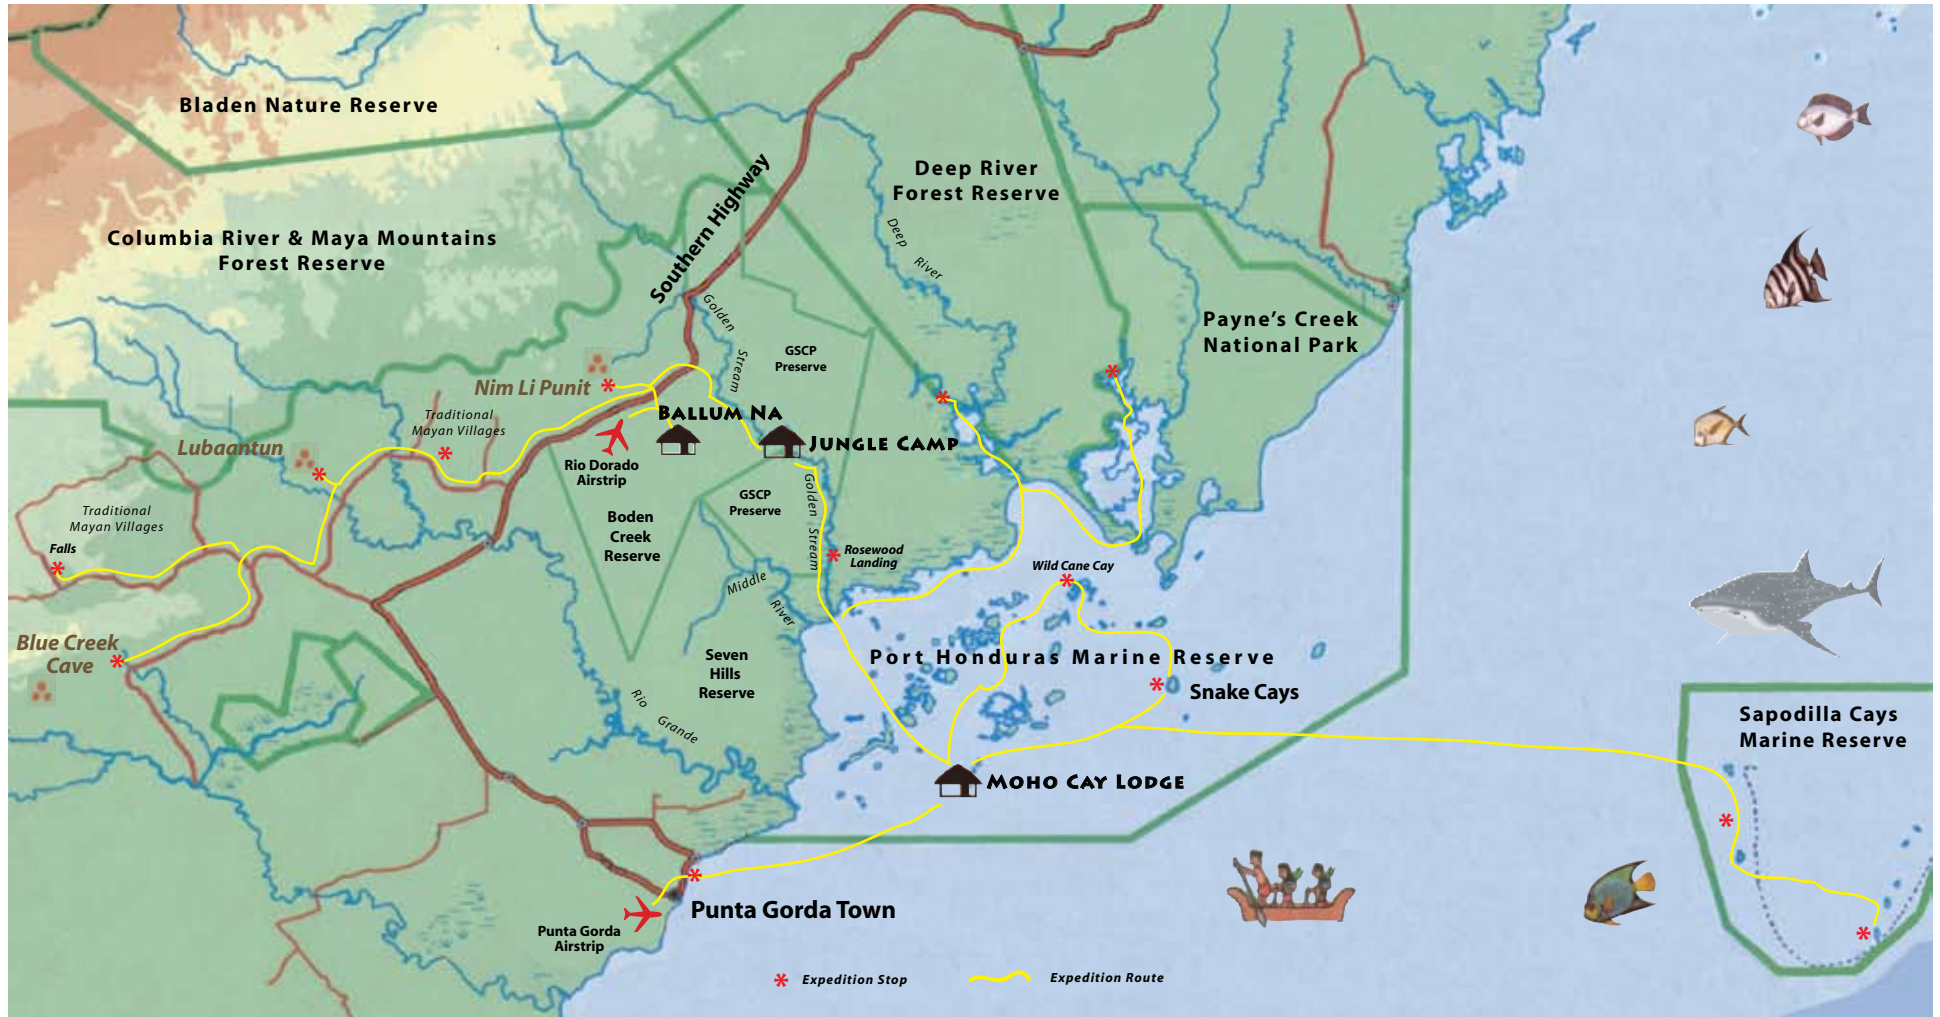 Bladen Nature Reserve
Columbia River & Maya Mountains
Forest Reserve
Southern Highway
Deep River
Forest Reserve
Deep
River
Payne's Creek
National Park
Golden
Stream
GSCP
Preserve
Nim Li Punit
Traditional
Mayan Villages
Lubaantun
Ballum Na
Jungle Camp
Rio Dorado
Airstrip
Golden
Stream
GSCP
Preserve
Boden
Creek
Reserve
Traditional
Mayan Villages
Falls
Rosewood
Landing
Wild Cane Cay
Middle
River
Blue Creek
Cave
Seven
Hills
Reserve
Port Honduras Marine Reserve
Snake Cays
Rio
Grande
Sapodilla Cays
Marine Reserve
Moho Cay Lodge
Punta Gorda Town
Punta Gorda
Airstrip
Expedition Stop
Expedition Route